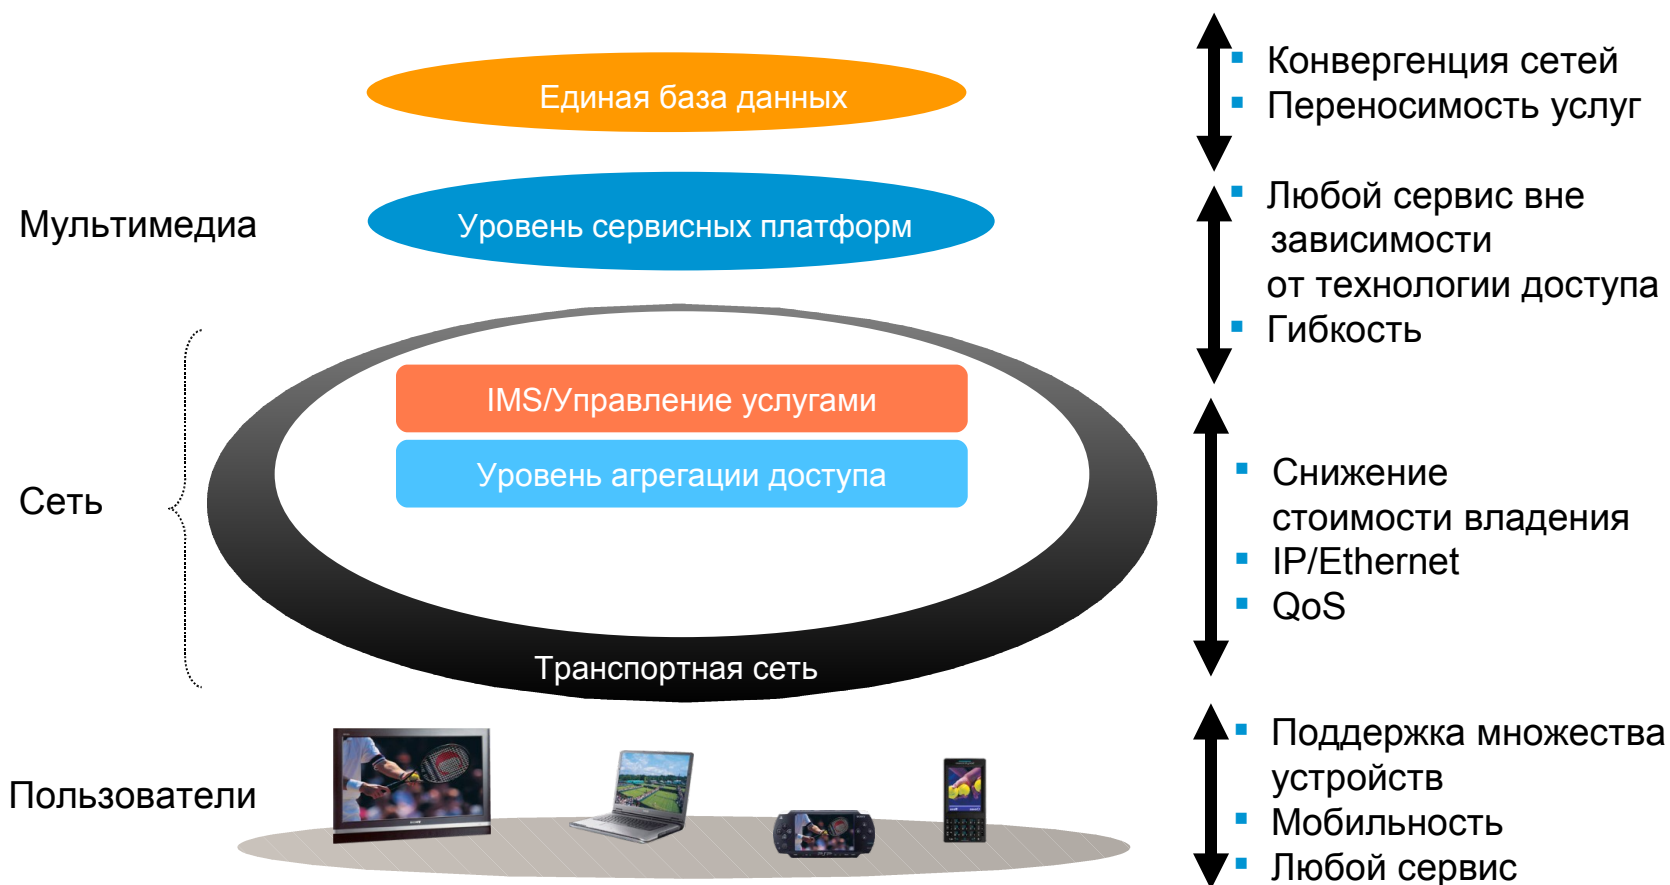 Единая база данных
Конвергенция сетей
Переносимость услуг
Мультимедиа
Уровень сервисных платформ
Любой сервис вне
зависимости
от технологии доступа
Гибкость
Сеть
IMS/Управление услугами
Уровень агрегации доступа
Транспортная сеть
Снижение
стоимости владения
IP/Ethernet
QoS
Пользователи
Поддержка множества
устройств
Мобильность
Любой сервис